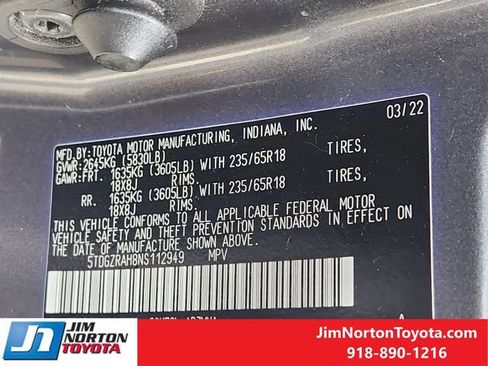 MFD.BY:TOYOTA MOTOR MANUFACTURING, INDIANA, INC. 03/22
GVWR:2645KG (5830LB)
GAWR:FRT. 1635KG (3605LB) WITH 235/65R18 TIRES,
18X8J RIMS.
RR. 1635KG (3605LB) WITH 235/65R18 TIRES,
18X8J RIMS.
THIS VEHICLE CONFORMS TO ALL APPLICABLE FEDERAL MOTOR
VEHICLE SAFETY AND THEFT PREVENTION STANDARDS IN EFFECT ON
THE DATE OF MANUFACTURE SHOWN ABOVE.
5TDGZRAH8NS112949 MPV
JIM
NORTON
TOYOTA
JimNortonToyota.com
918-890-1216